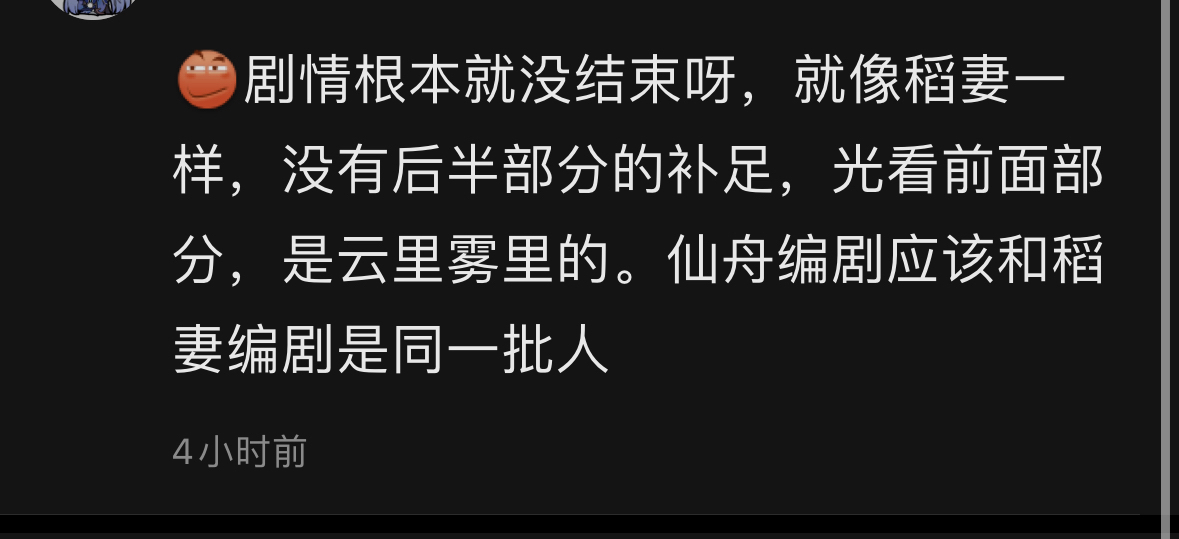 剧情根本就没结束呀，就像稻妻一
样，没有后半部分的补足，光看前面部
分，是云里雾里的。仙舟编剧应该和稻
妻编剧是同一批人
4小时前